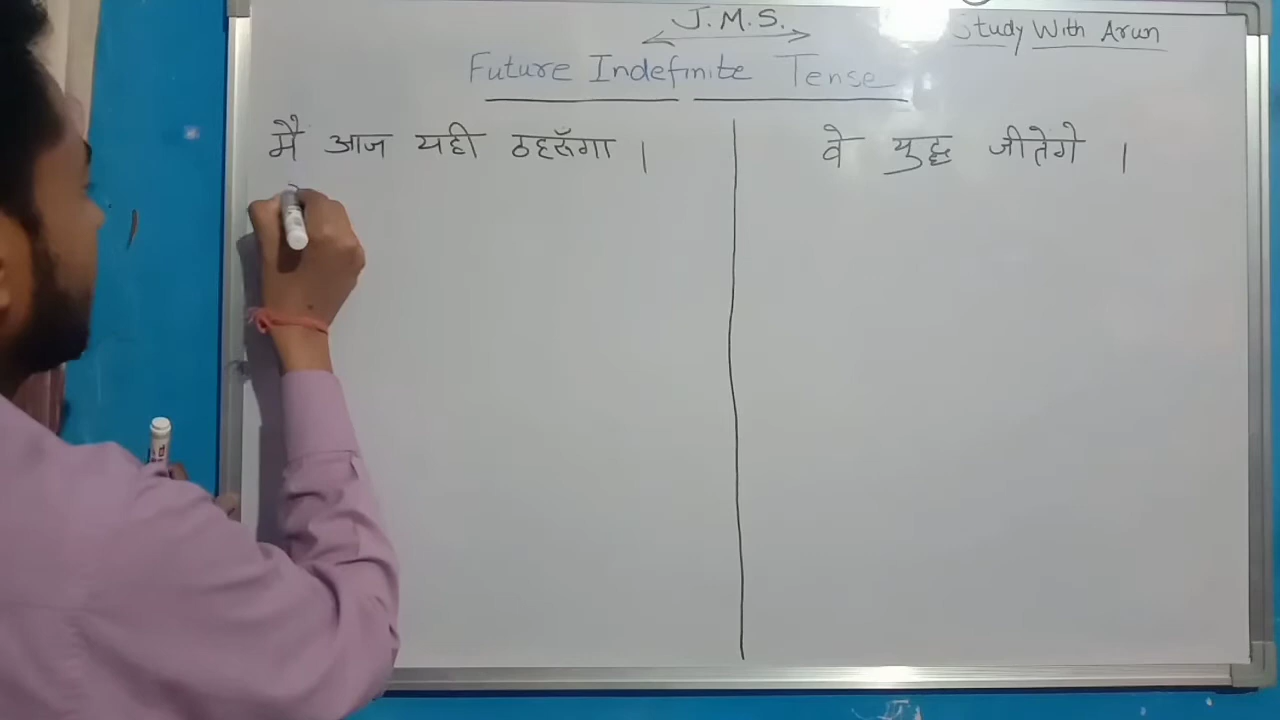 J.M.S.
Study With Arun
Future Indefinite Tense
मै आज यही ठहरूँगा ।
वे युद्ध जीतेगे ।